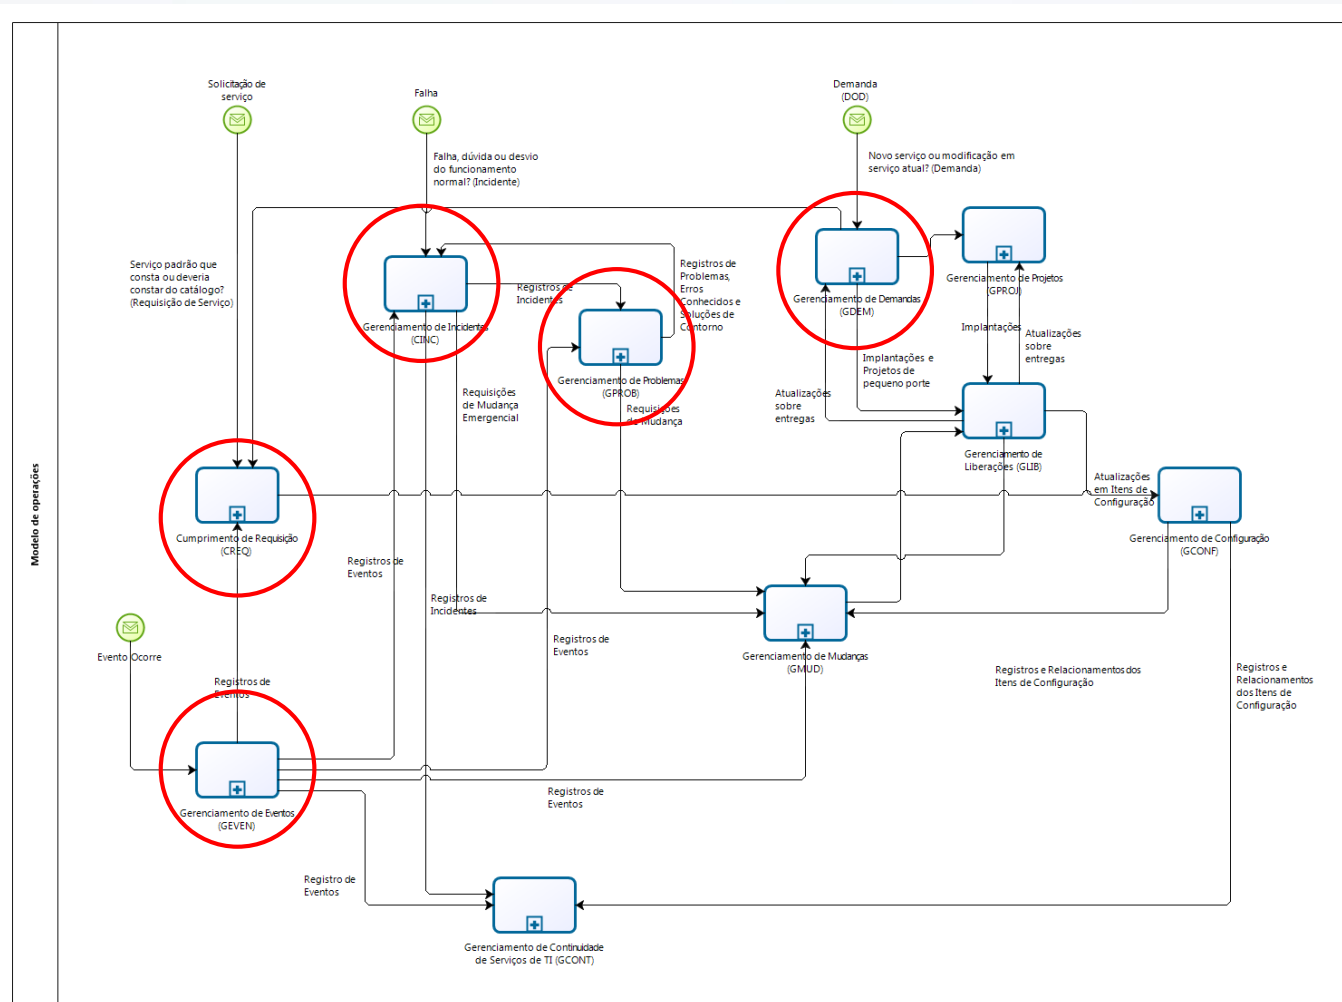 Modelo de operações
Solicitação de
serviço
Falha
Demanda
(DOD)
Falha, dúvida ou desvio
do funcionamento
normal? (Incidente)
Novo serviço ou modificação em
serviço atual? (Demanda)
Serviço padrão que
consta ou deveria
constar do catálogo?
(Requisição de Serviço)
Registros de
Incidentes
Registros de
Problemas,
Erros
Conhecidos e
Soluções de
Contorno
Gerenciamento de Incidentes
(CINC)
Gerenciamento de Demandas
(GDEM)
Gerenciamento de Projetos
(GPROJ)
Implantações
Atualizações
sobre
entregas
Implantações e
Projetos de
pequeno porte
Atualizações
sobre
entregas
Gerenciamento de Problemas
(GPROB)
Requisições
de Mudança
Emergencial
Requisições
de Mudança
Gerenciamento de
Liberações (GLIB)
Atualizações
em Itens de
Configuração
Cumprimento de Requisição
(CREQ)
Gerenciamento de Configuração
(GCONF)
Registros de
Eventos
Registros de
Incidentes
Registros de
Eventos
Evento Ocorre
Gerenciamento de Mudanças
(GMUD)
Registros e Relacionamentos dos
Itens de Configuração
Registros e
Relacionamentos
dos Itens de
Configuração
Registros de
Eventos
Registros de
Eventos
Gerenciamento de Eventos
(GEVEN)
Registro de
Eventos
Gerenciamento de Continuidade
de Serviços de TI (GCONT)